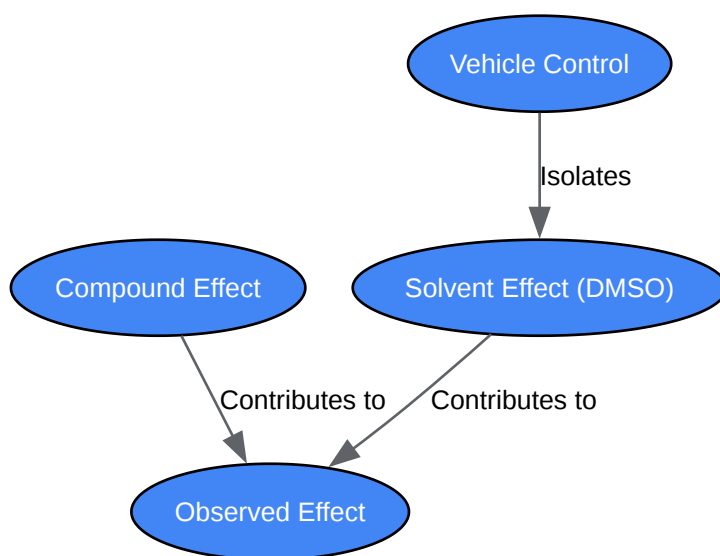 Vehicle Control
Isolates
Compound Effect
Solvent Effect (DMSO)
Contributes to
Contributes to
Observed Effect